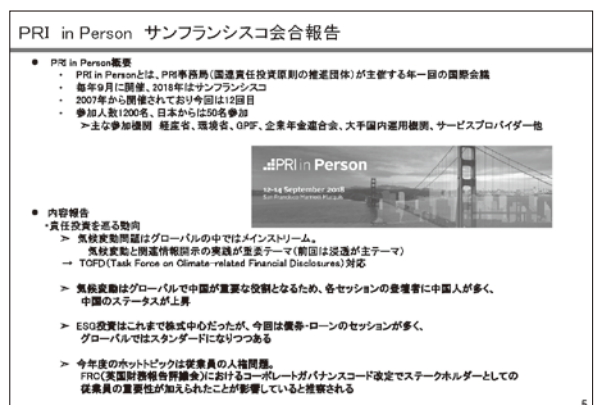 PRI in Person サンフランシスコ会合報告
● PRI in Person概要
・ PRI in Personとは、PRI事務局(国連責任投資原則の推進団体)が主催する年一回の国際会議
・ 毎年9月に開催、2018年はサンフランシスコ
・ 2007年から開催されており今回は12回目
・ 参加人数1200名、日本からは50名参加
➢主な参加機関 経産省、環境省、GPIF、企業年金連合会、大手国内運用機関、サービスプロバイダー他
PRI in Person
12-14 September 2018
San Francisco Marriott Marquis
● 内容報告
・責任投資を巡る動向
➢ 気候変動問題はグローバルの中ではメインストリーム。
気候変動と関連情報開示の実践が重要テーマ(前回は浸透が主テーマ)
→ TCFD(Task Force on Climate-related Financial Disclosures)対応
➢ 気候変動はグローバルで中国が重要な役割となるため、各セッションの登壇者に中国人が多く、
中国のステータスが上昇
➢ ESG投資はこれまで株式中心だったが、今回は債券・ローンのセッションが多く、
グローバルではスタンダードになりつつある
➢ 今年度のホットトピックは従業員の人権問題。
FRC(英国財務報告評議会)におけるコーポレートガバナンスコード改定でステークホルダーとしての
従業員の重要性が加えられたことが影響していると推察される
5